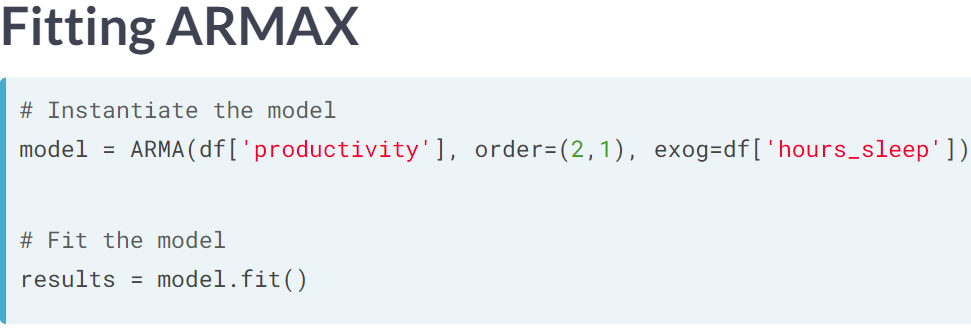 Fitting ARMAX
# Instantiate the model
model = ARMA(df['productivity'], order=(2,1), exog=df['hours_sleep'])
# Fit the model
results = model.fit()